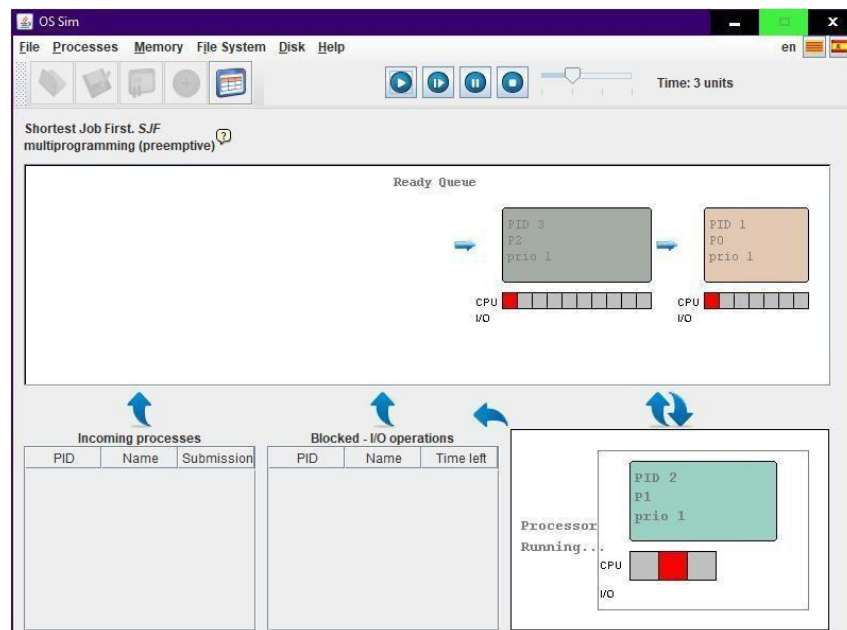 OS Sim
x
File Processes Memory File System Disk Help
en
Time: 3 units
Shortest Job First. SJF
multiprogramming (preemptive)
?
Ready Queue
PID 3
P2
prio 1
CPU
I/O
PID 1
P0
prio 1
CPU
I/O
Incoming processes
PID Name Submission
Blocked - I/O operations
PID Name Time left
Processor
Running...
PID 2
P1
prio 1
CPU
I/O